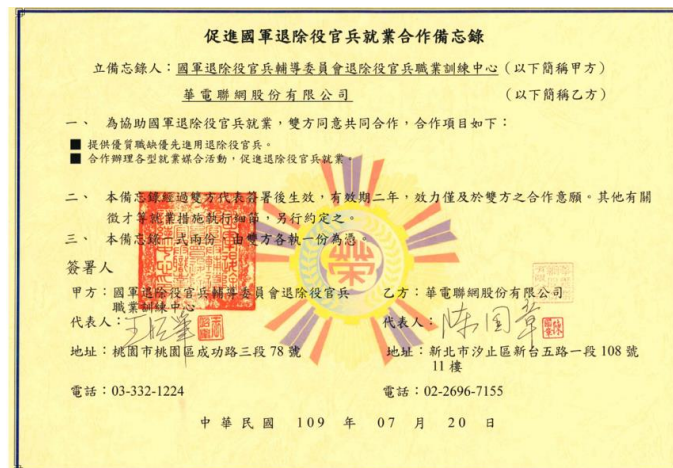 促進國軍退除役官兵就業合作備忘錄
立備忘錄人：國軍退除役官兵輔導委員會退除役官兵職業訓練中心（以下簡稱甲方）
華電聯網股份有限公司（以下簡稱乙方）
一、 為協助國軍退除役官兵就業，雙方同意共同合作，合作項目如下：
■ 提供優質職缺優先進用退除役官兵。
■ 合作辦理各型就業媒合活動，促進退除役官兵就業。
二、 本備忘錄經過雙方代表簽署後生效，有效期二年，效力僅及於雙方之合作意願。其他有關
徵才等就業措施執行細節，另行約定之。
三、 本備忘錄一式兩份，由雙方各執一份為憑。
榮
簽署人
甲方：國軍退除役官兵輔導委員會退除役官兵
職業訓練中心
代表人：
地址：桃園市桃園區成功路三段 78 號
電話：03-332-1224
乙方：華電聯網股份有限公司
代表人：陳國章
地址：新北市汐止區新台五路一段 108 號
11 樓
電話：02-2696-7155
中 華 民 國 109 年 07 月 20 日